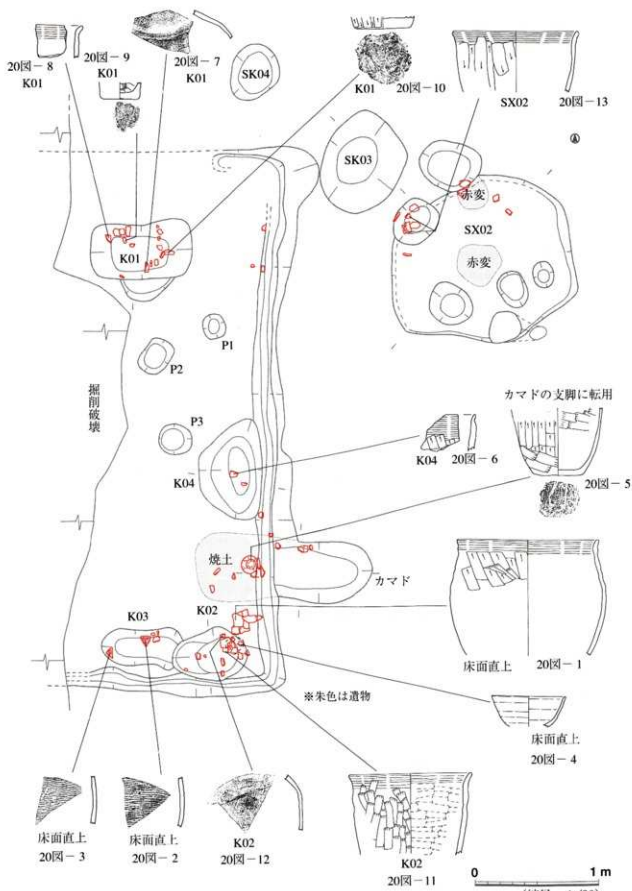 20図－8
K01
20図－9
K01
20図－7
K01
SK04
K01 20図－10
SX02 20図－13
SK03
赤変
SX02
赤変
K01
P1
P2
P3
掘削破壊
K04
カマドの支脚に転用
K04 20図－6
20図－5
焼土
カマド
K03
K02
床面直上 20図－1
※朱色は遺物
床面直上
20図－4
床面直上
20図－3
床面直上
20図－2
K02
20図－12
K02
20図－11
0 1 m